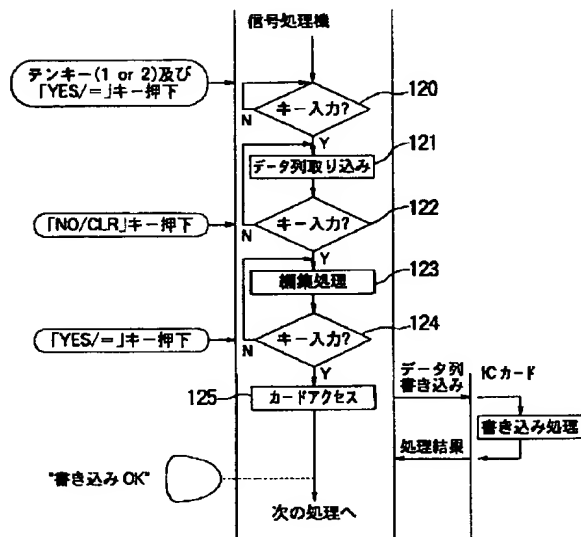 信号処理機
テンキー(1 or 2)及び
「YES/=」キー押下
キー入力?
120
N
Y
121
データ列取り込み
「NO/CLR」キー押下
キー入力?
122
N
Y
123
編集処理
「YES/=」キー押下
キー入力?
124
N
Y
125
カードアクセス
データ列
書き込み
ICカード
書き込み処理
処理結果
"書き込み OK"
次の処理へ